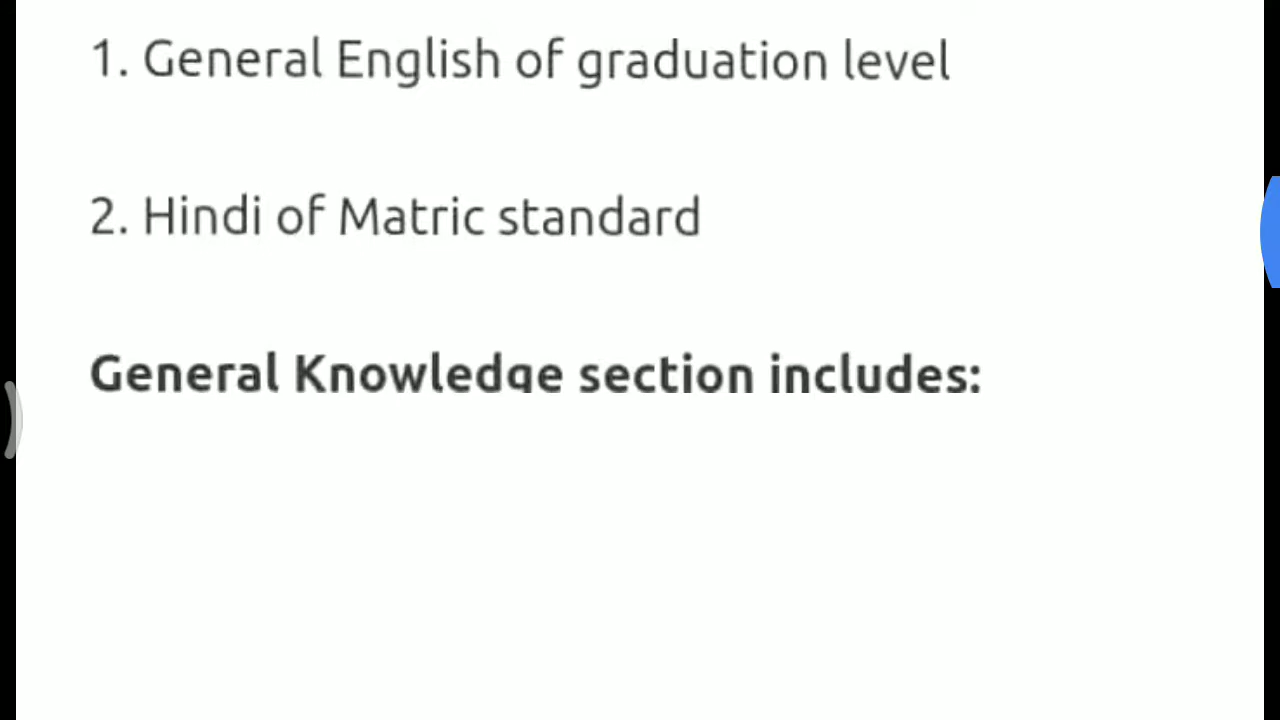 1. General English of graduation level
2. Hindi of Matric standard
General Knowledge section includes: